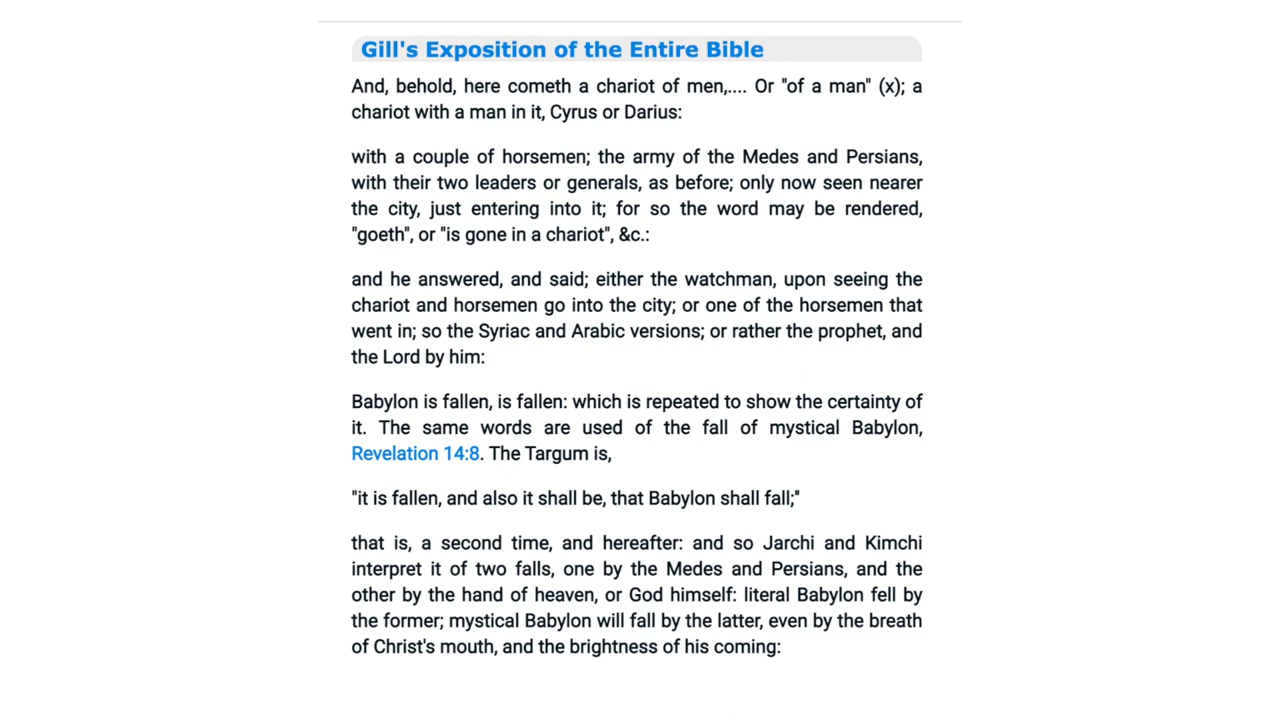 Gill's Exposition of the Entire Bible
And, behold, here cometh a chariot of men,.... Or "of a man" (x); a
chariot with a man in it, Cyrus or Darius:
with a couple of horsemen; the army of the Medes and Persians,
with their two leaders or generals, as before; only now seen nearer
the city, just entering into it; for so the word may be rendered,
"goeth", or "is gone in a chariot", &c.:
and he answered, and said; either the watchman, upon seeing the
chariot and horsemen go into the city; or one of the horsemen that
went in; so the Syriac and Arabic versions; or rather the prophet, and
the Lord by him:
Babylon is fallen, is fallen: which is repeated to show the certainty of
it. The same words are used of the fall of mystical Babylon,
Revelation 14:8. The Targum is,
"it is fallen, and also it shall be, that Babylon shall fall;"
that is, a second time, and hereafter: and so Jarchi and Kimchi
interpret it of two falls, one by the Medes and Persians, and the
other by the hand of heaven, or God himself: literal Babylon fell by
the former; mystical Babylon will fall by the latter, even by the breath
of Christ's mouth, and the brightness of his coming: